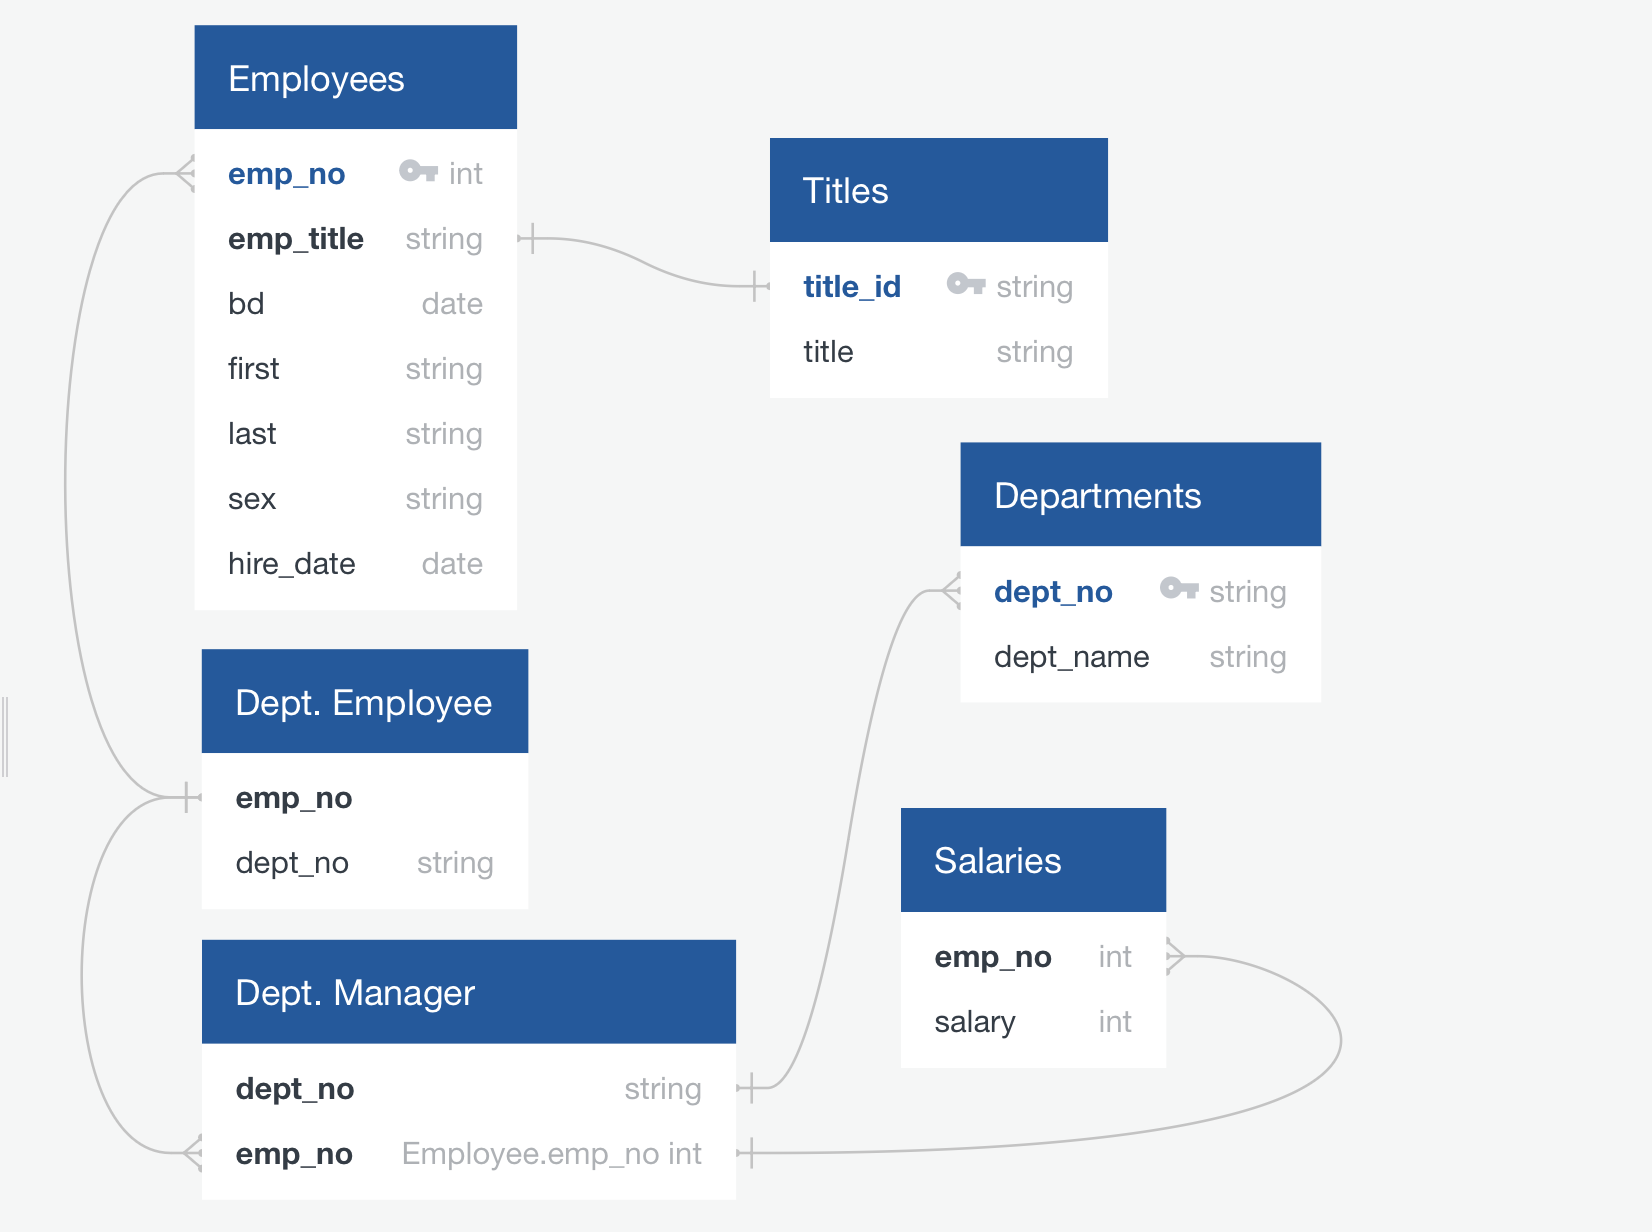 Employees
emp_no int
emp_title string
bd date
first string
last string
sex string
hire_date date
Titles
title_id string
title string
Departments
dept_no string
dept_name string
Dept. Employee
emp_no
dept_no string
Salaries
emp_no int
salary int
Dept. Manager
dept_no string
emp_no Employee.emp_no int